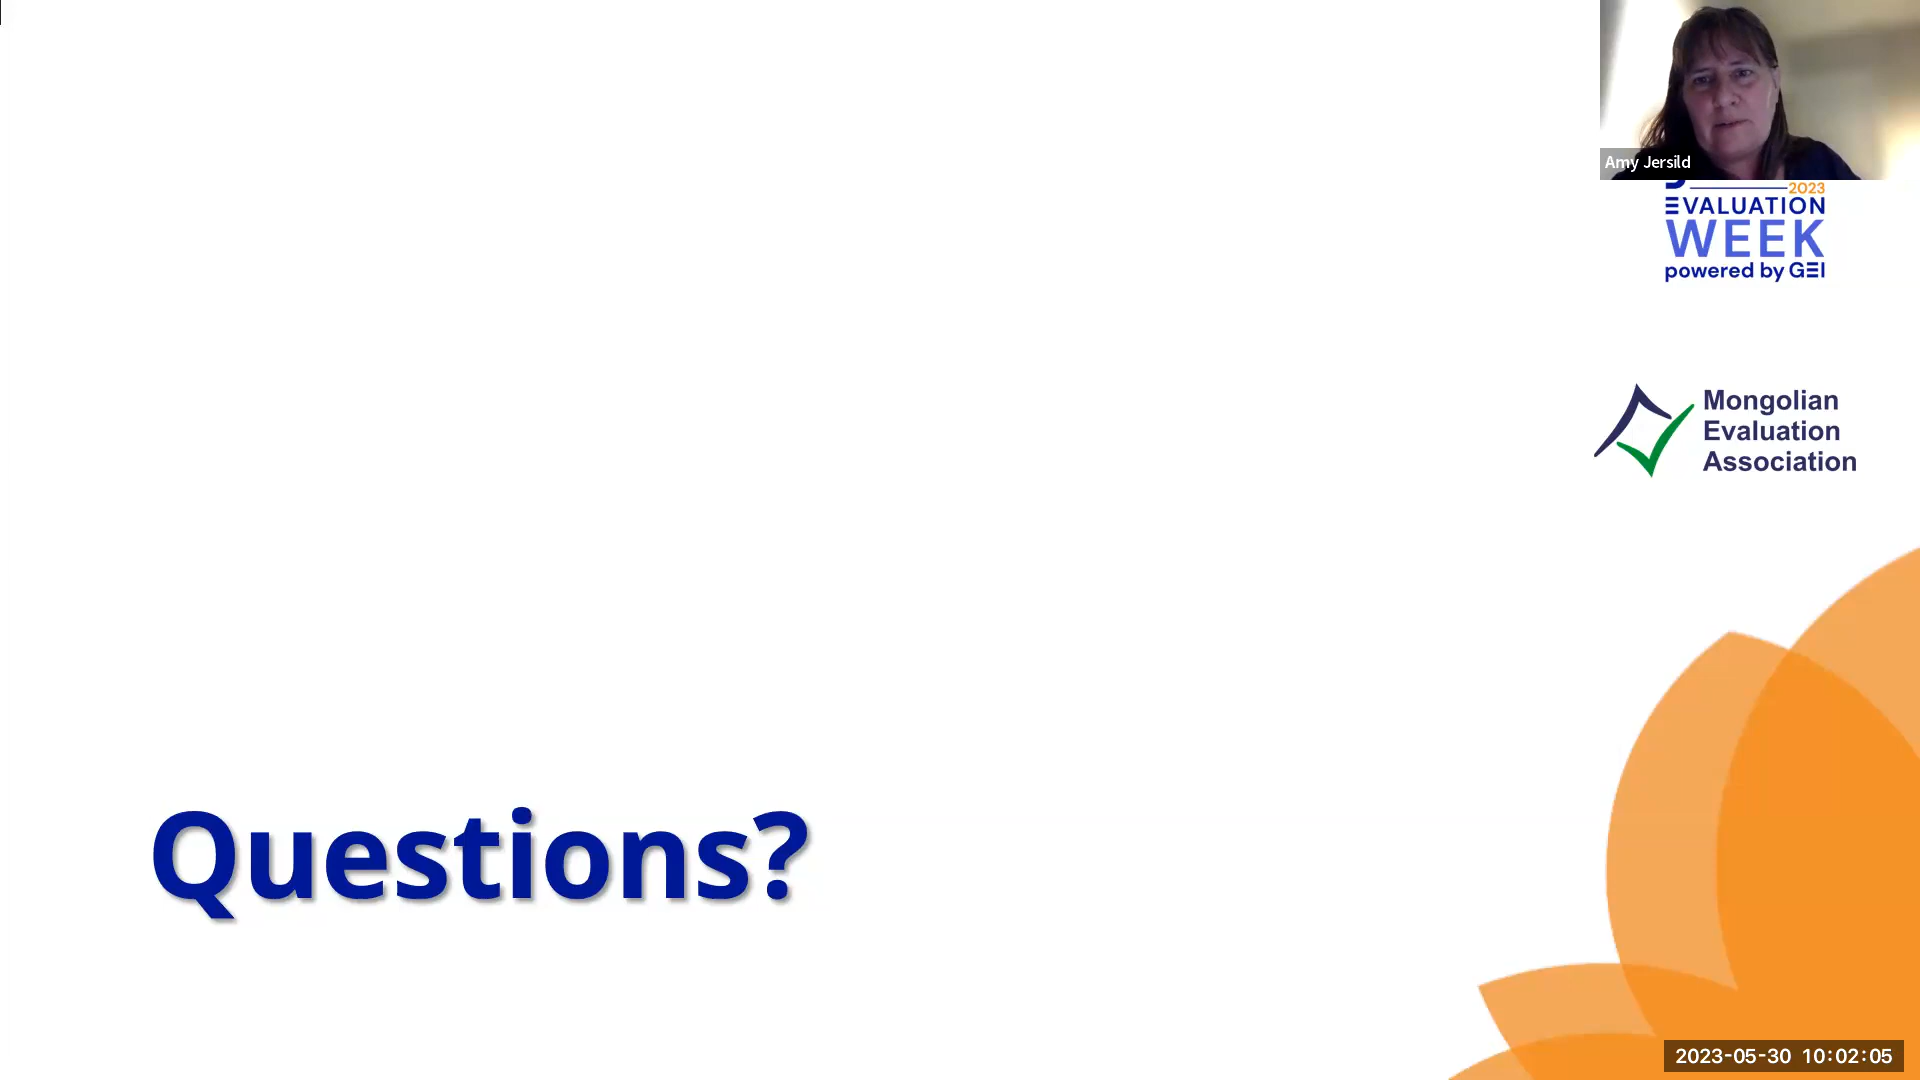 Amy Jersild
2023
EVALUATION
WEEK
powered by GEI
Mongolian
Evaluation
Association
Questions?
2023-05-30 10:02:05